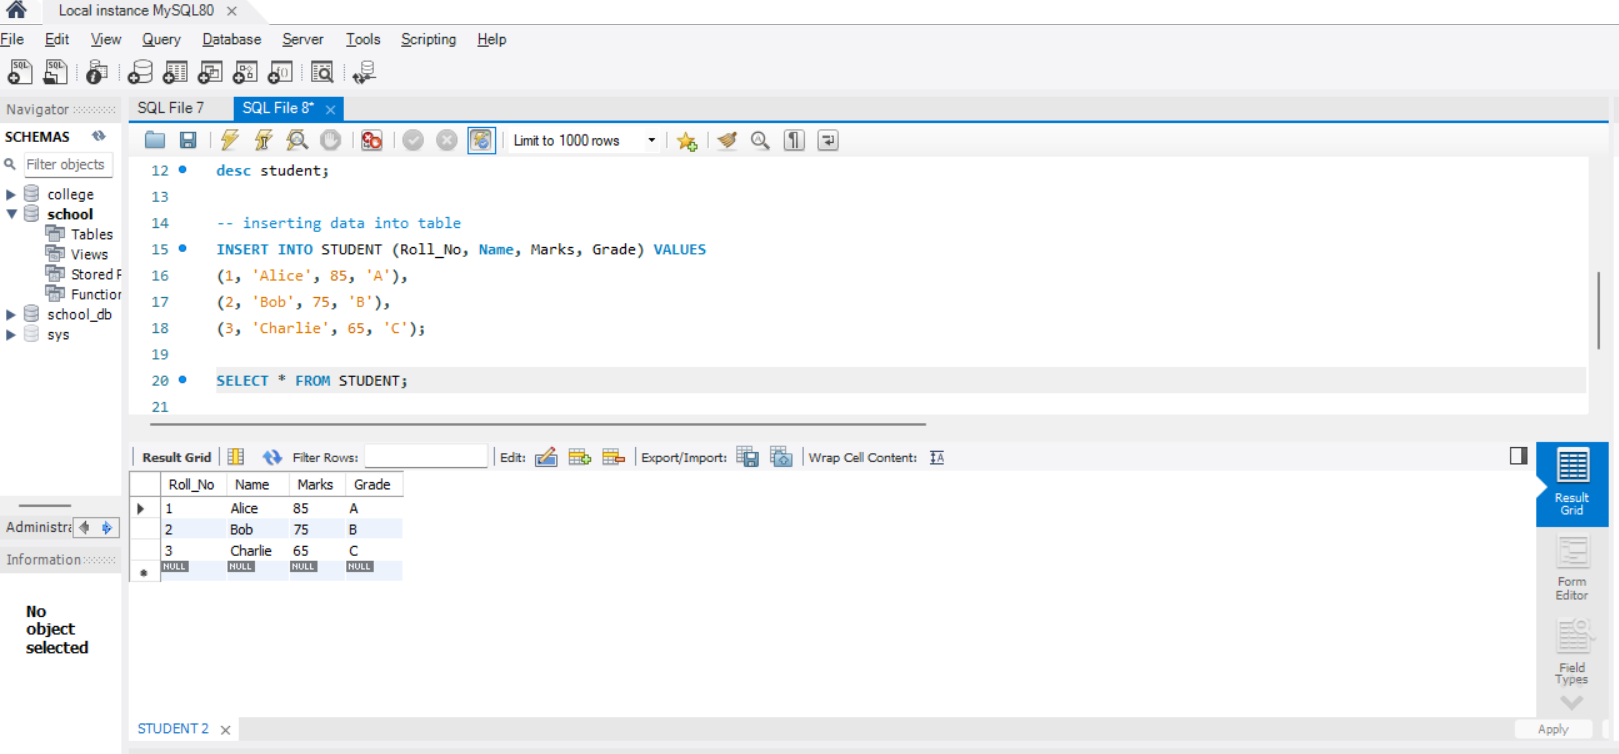 Local instance MySQL80
File Edit View Query Database Server Tools Scripting Help
Navigator
SCHEMAS
Filter objects
college
school
Tables
Views
Stored P
Function
school_db
sys
Administra
Information
No
object
selected
SQL File 7
SQL File 8*
Limit to 1000 rows
12 desc student;
13
14 -- inserting data into table
15 INSERT INTO STUDENT (Roll_No, Name, Marks, Grade) VALUES
16 (1, 'Alice', 85, 'A'),
17 (2, 'Bob', 75, 'B'),
18 (3, 'Charlie', 65, 'C');
19
20 SELECT * FROM STUDENT;
21
Result Grid Filter Rows: Edit: Export/Import: Wrap Cell Content:
Roll_No Name Marks Grade
1 Alice 85 A
2 Bob 75 B
3 Charlie 65 C
NULL NULL NULL NULL
Result
Grid
Form
Editor
Field
Types
STUDENT 2
Apply